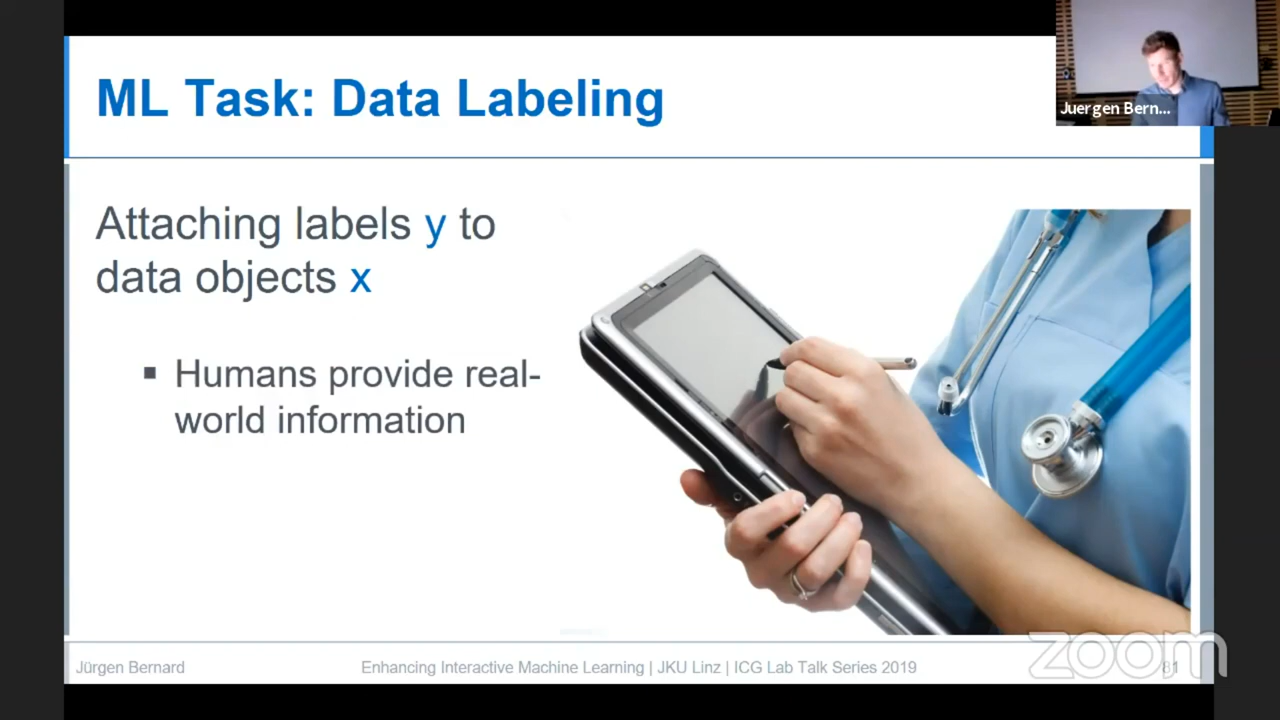 ML Task: Data Labeling
Juergen Bern...
Attaching labels y to
data objects x
▪ Humans provide real-
world information
Jürgen Bernard
Enhancing Interactive Machine Learning | JKU Linz | ICG Lab Talk Series 2019
81
zoom